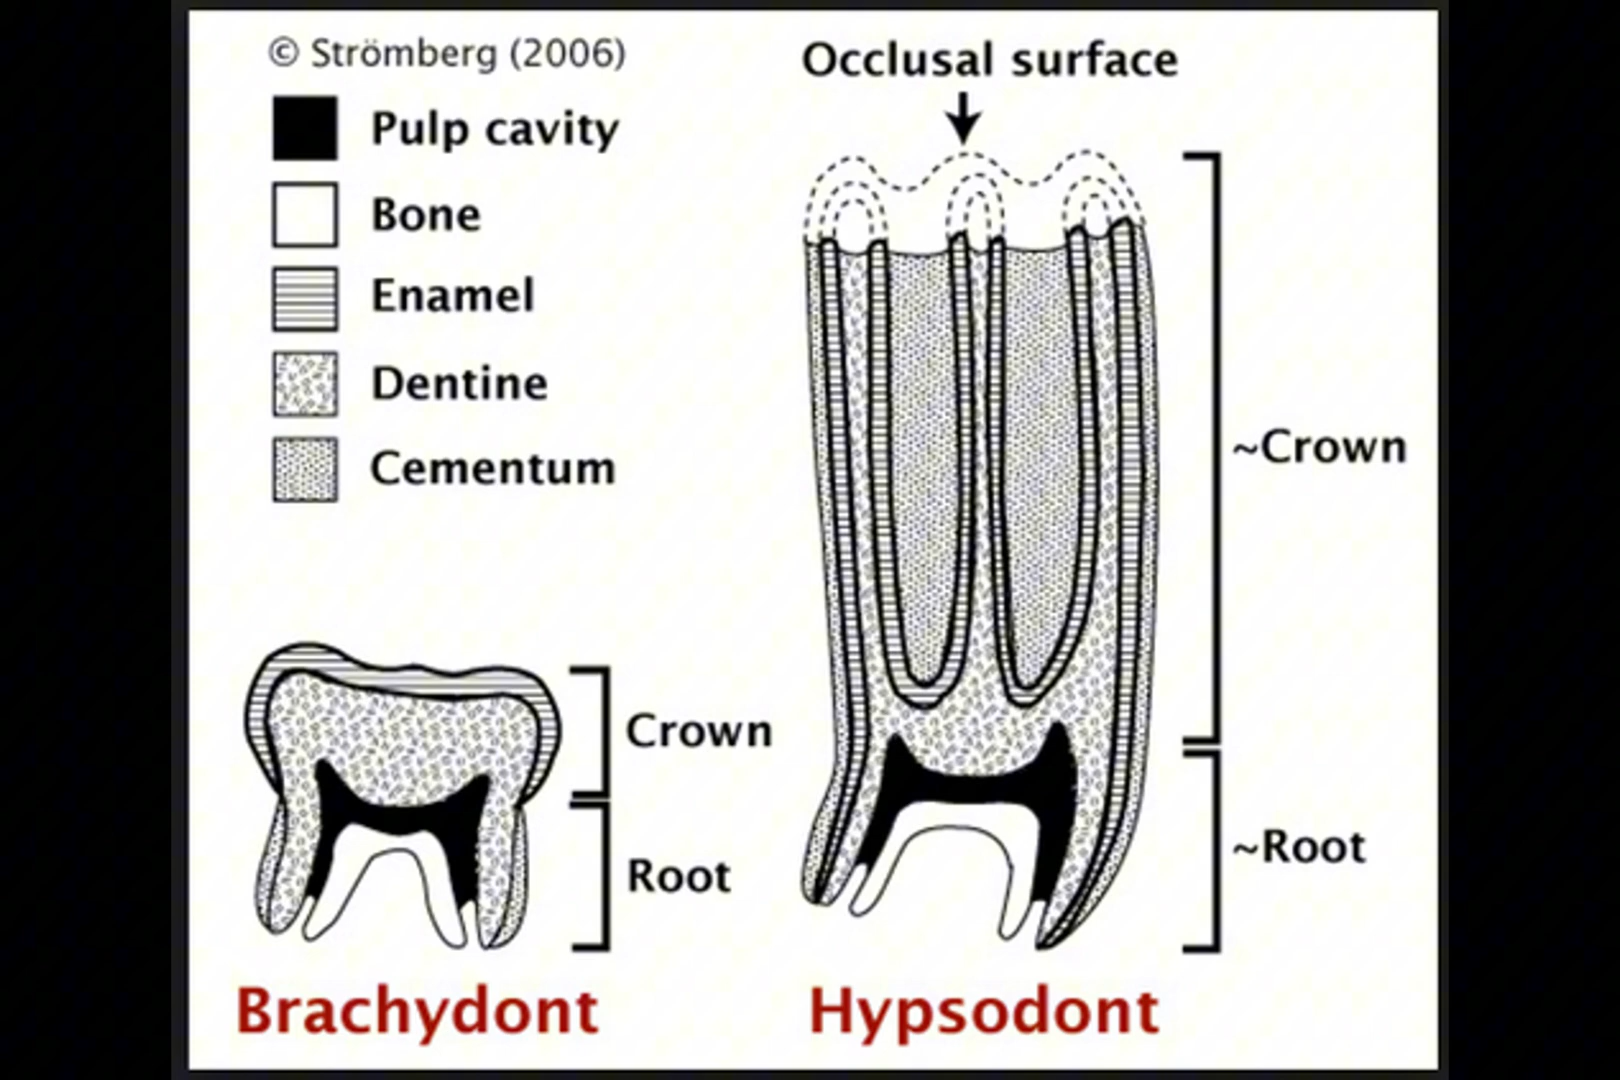 © Strömberg (2006)
Pulp cavity
Bone
Enamel
Dentine
Cementum
Occlusal surface
~Crown
~Root
Crown
Root
Brachydont
Hypsodont